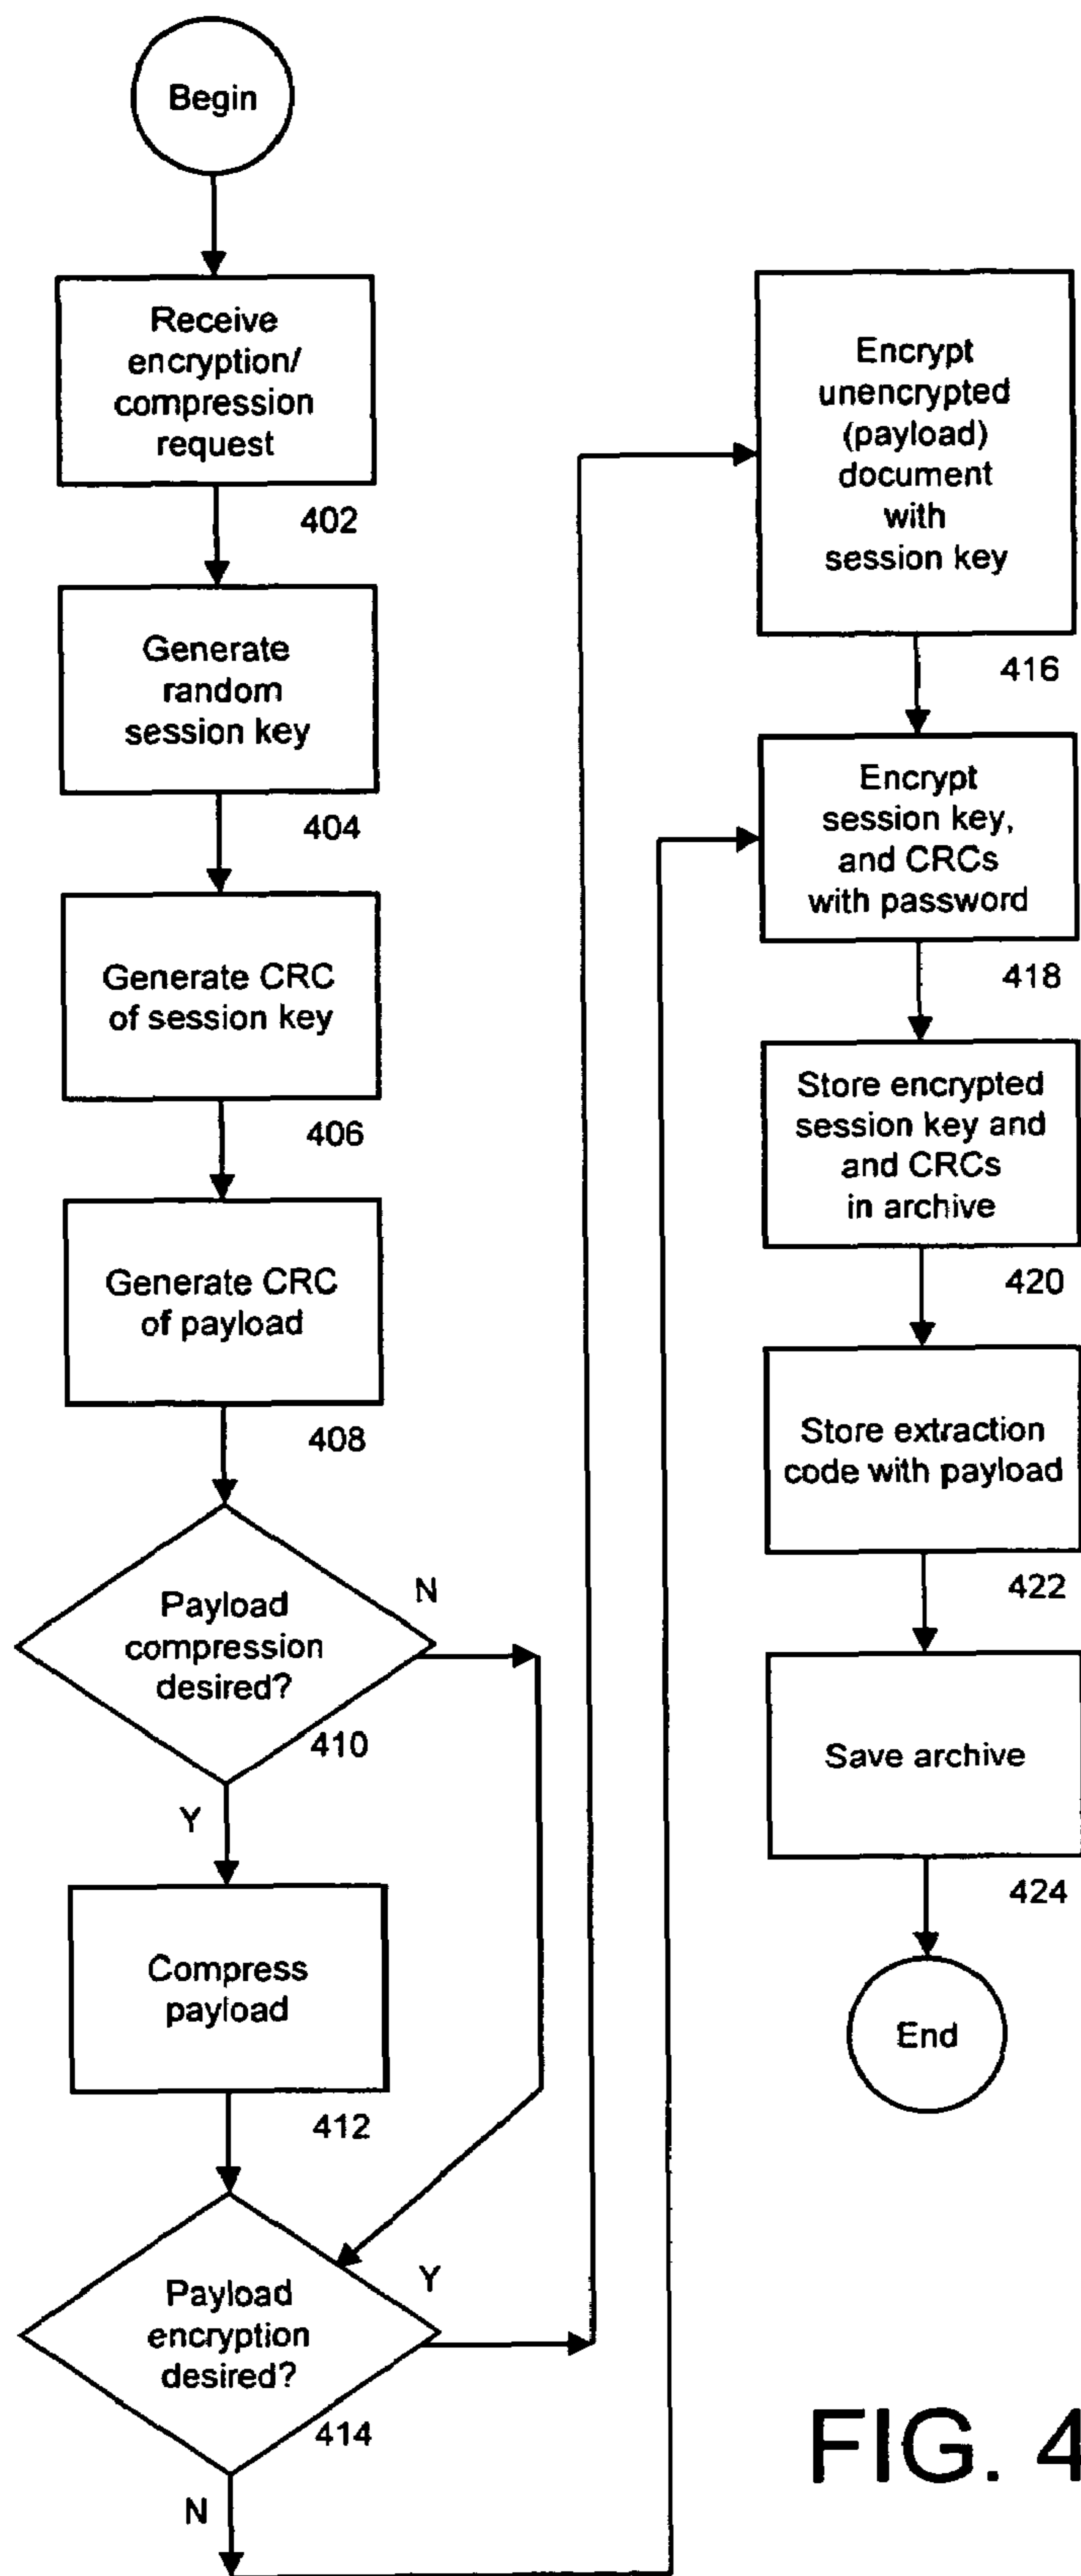 Begin
Receive
encryption/
compression
request
402
Generate
random
session key
404
Generate CRC
of session key
406
Generate CRC
of payload
408
Payload
compression
desired?
N
410
Y
Compress
payload
412
Payload
encryption
desired?
Y
414
N
Encrypt
unencrypted
(payload)
document
with
session key
416
Encrypt
session key,
and CRCs
with password
418
Store encrypted
session key and
and CRCs
in archive
420
Store extraction
code with payload
422
Save archive
424
End
FIG. 4